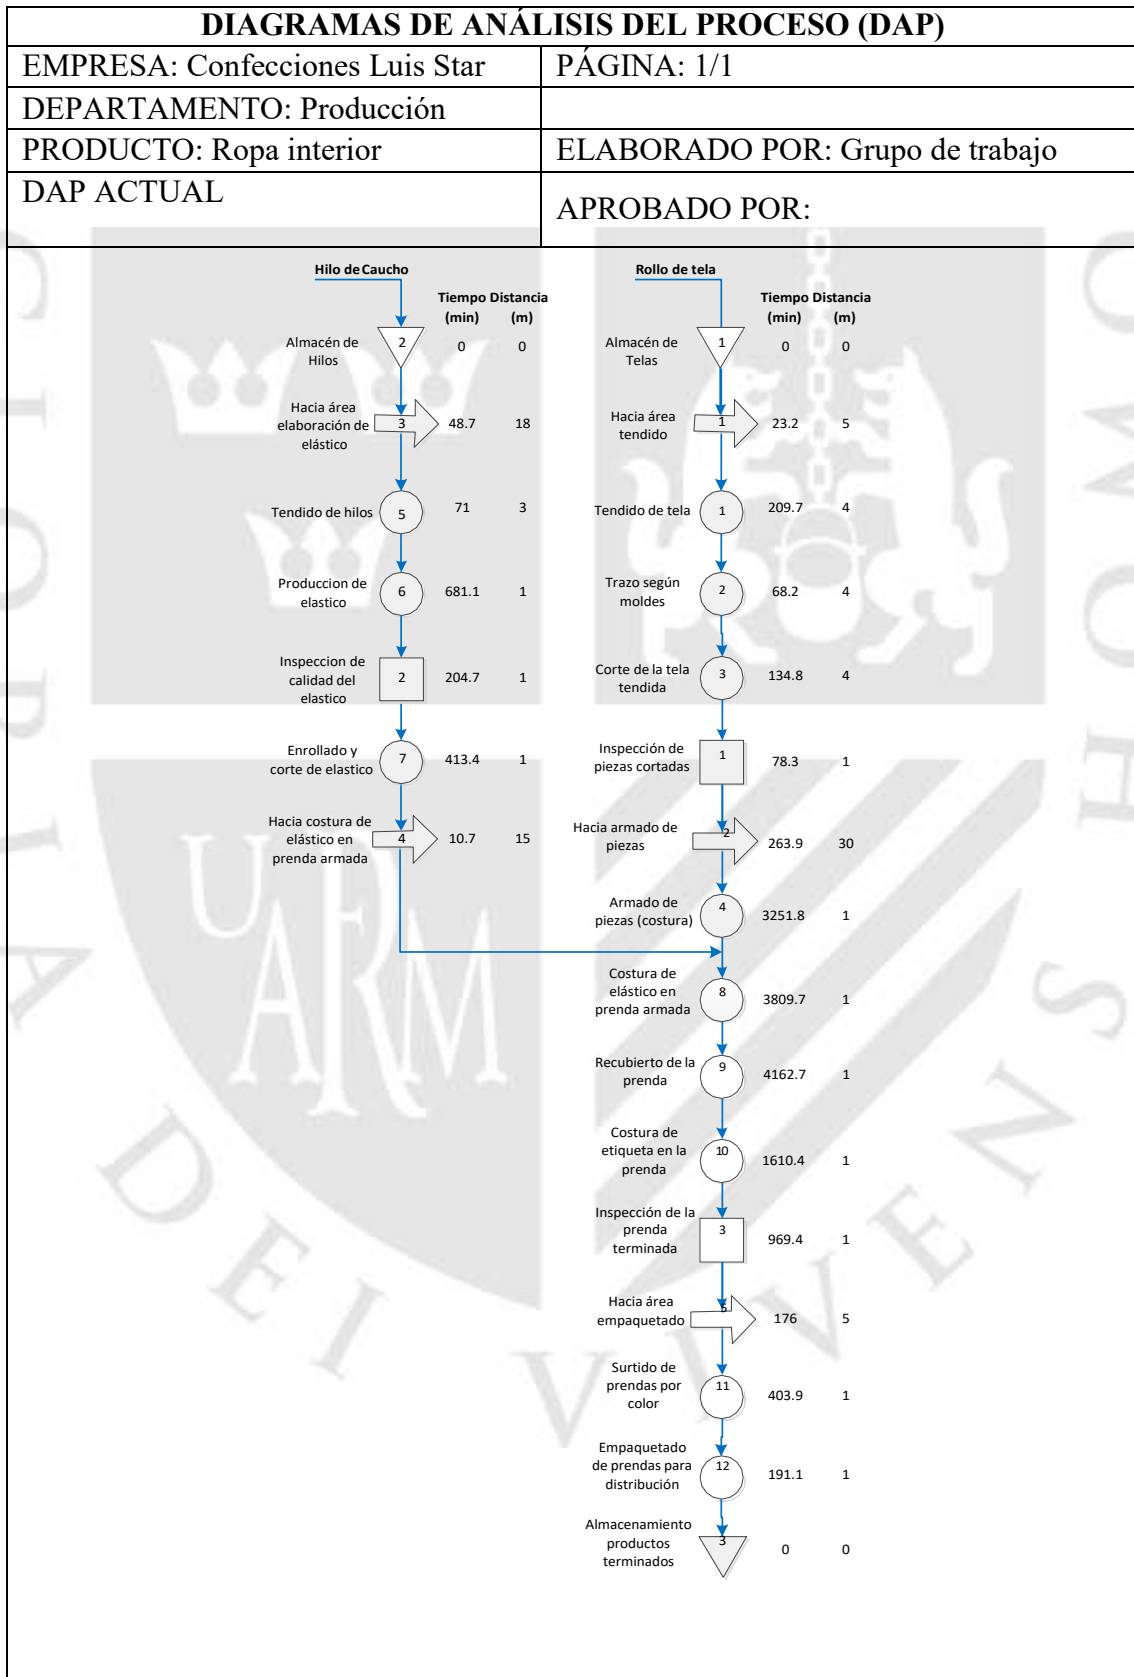 DIAGRAMAS DE ANÁLISIS DEL PROCESO (DAP)
EMPRESA: Confecciones Luis Star
PÁGINA: 1/1
DEPARTAMENTO: Producción
PRODUCTO: Ropa interior
ELABORADO POR: Grupo de trabajo
DAP ACTUAL
APROBADO POR:
Hilo de Caucho
Tiempo Distancia
(min) (m)
Almacén de
Hilos
2
0 0
Hacia área
elaboración de
elástico
3
48.7 18
Tendido de hilos
5
71 3
Produccion de
elastico
6
681.1 1
Inspeccion de
calidad del
elastico
2
204.7 1
Enrollado y
corte de elastico
7
413.4 1
Hacia costura de
elástico en
prenda armada
4
10.7 15
Rollo de tela
Tiempo Distancia
(min) (m)
Almacén de
Telas
1
0 0
Hacia área
tendido
1
23.2 5
Tendido de tela
1
209.7 4
Trazo según
moldes
2
68.2 4
Corte de la tela
tendida
3
134.8 4
Inspección de
piezas cortadas
1
78.3 1
Hacia armado de
piezas
2
263.9 30
Armado de
piezas (costura)
4
3251.8 1
Costura de
elástico en
prenda armada
8
3809.7 1
Recubierto de la
prenda
9
4162.7 1
Costura de
etiqueta en la
prenda
10
1610.4 1
Inspección de la
prenda
terminada
3
969.4 1
Hacia área
empaquetado
5
176 5
Surtido de
prendas por
color
11
403.9 1
Empaquetado
de prendas para
distribución
12
191.1 1
Almacenamiento
productos
terminados
3
0 0
UARM
DEI VIVENS